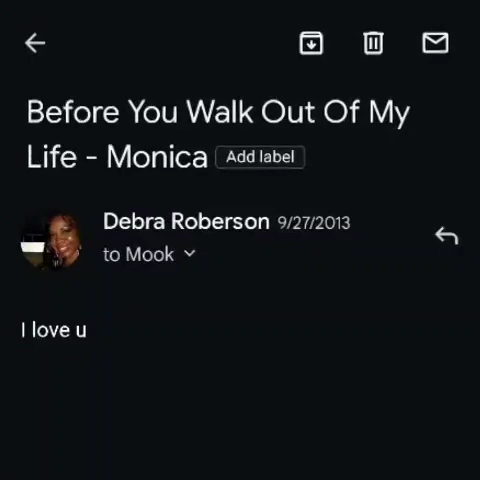 Before You Walk Out Of My
Life - Monica Add label
Debra Roberson 9/27/2013
to Mook
I love u